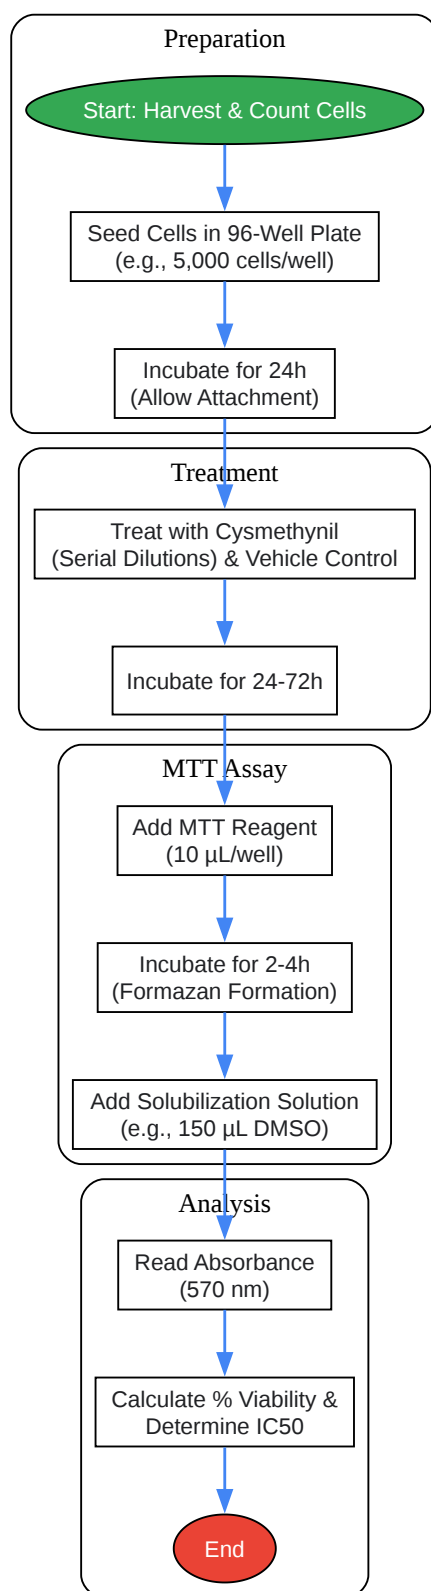 Preparation
Start: Harvest & Count Cells
Seed Cells in 96-Well Plate
(e.g., 5,000 cells/well)
Incubate for 24h
(Allow Attachment)
Treatment
Treat with Cysmethynil
(Serial Dilutions) & Vehicle Control
Incubate for 24-72h
MTT Assay
Add MTT Reagent
(10 µL/well)
Incubate for 2-4h
(Formazan Formation)
Add Solubilization Solution
(e.g., 150 µL DMSO)
Analysis
Read Absorbance
(570 nm)
Calculate % Viability &
Determine IC50
End